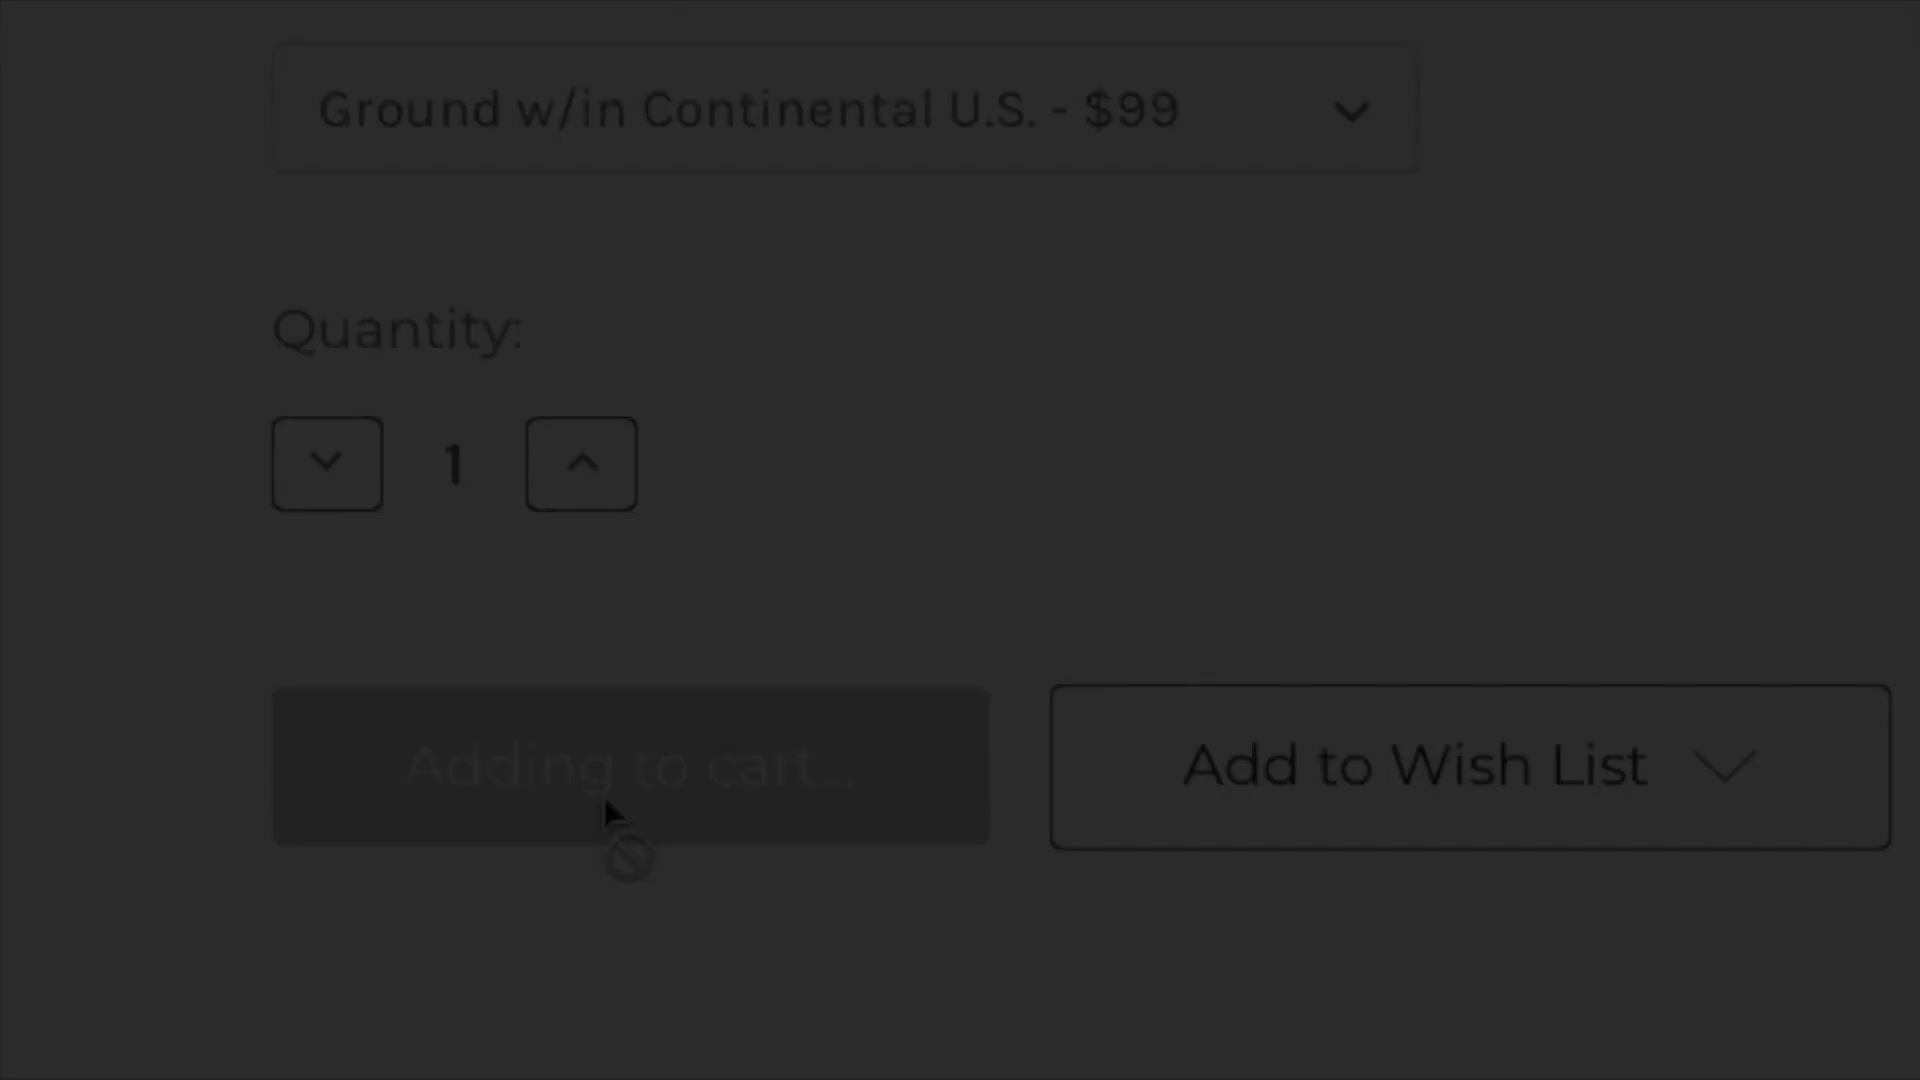 Ground w/in Continental U.S. - $99
Quantity:
1
Adding to cart...
Add to Wish List